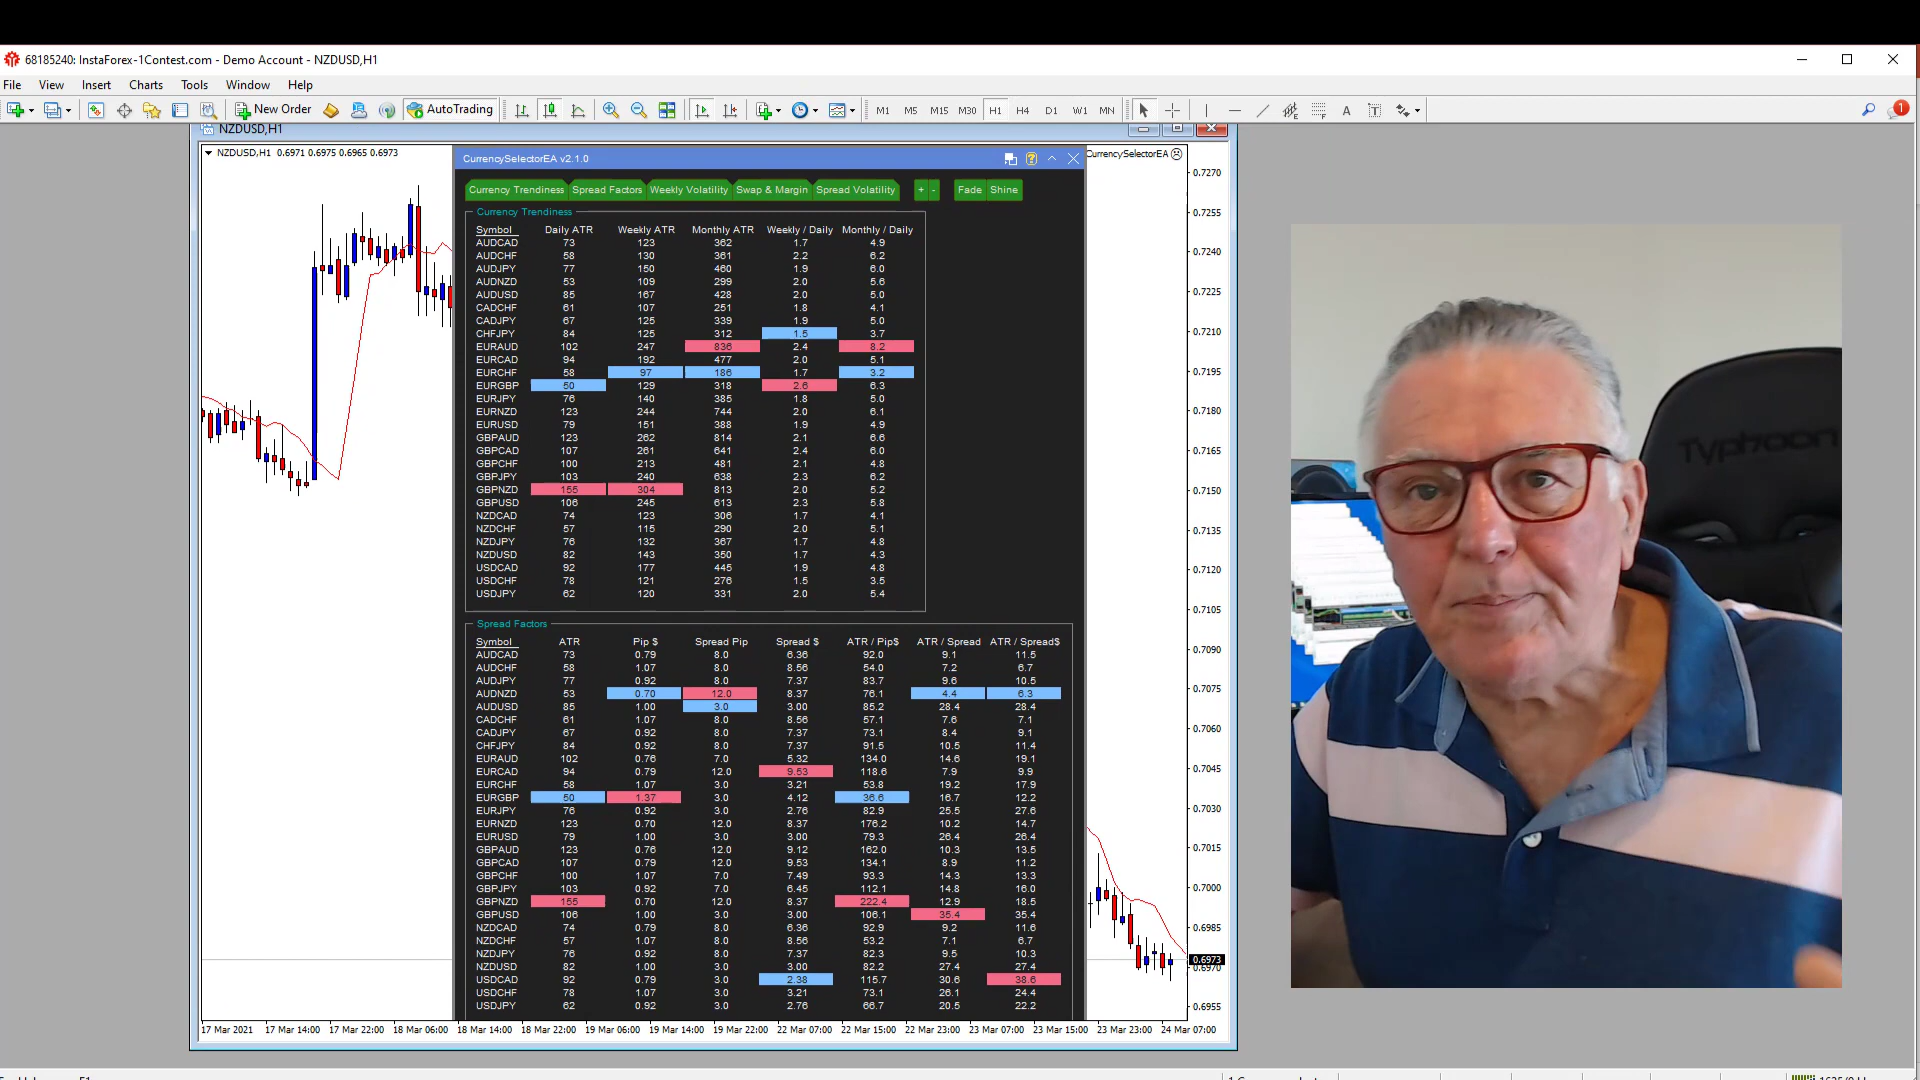 68185240: InstaForex-1Contest.com - Demo Account - NZDUSD,H1
File View Insert Charts Tools Window Help
New Order AutoTrading M1 M5 M15 M30 H1 H4 D1 W1 MN A T 1
NZDUSD,H1
NZDUSD,H1 0.6971 0.6975 0.6965 0.6973
CurrencySelectorEA v2.1.0
CurrencySelectorEA
Currency Trendiness Spread Factors Weekly Volatility Swap & Margin Spread Volatility + - Fade Shine
Currency Trendiness
Symbol Daily ATR Weekly ATR Monthly ATR Weekly / Daily Monthly / Daily
AUDCAD 73 123 362 1.7 4.9
AUDCHF 58 130 361 2.2 6.2
AUDJPY 77 150 460 1.9 6.0
AUDNZD 53 109 299 2.0 5.6
AUDUSD 85 167 428 2.0 5.0
CADCHF 61 107 251 1.8 4.1
CADJPY 67 125 339 1.9 5.0
CHFJPY 84 125 312 1.5 3.7
EURAUD 102 247 836 2.4 8.2
EURCAD 94 192 477 2.0 5.1
EURCHF 58 97 186 1.7 3.2
EURGBP 50 129 318 2.6 6.3
EURJPY 76 140 385 1.8 5.0
EURNZD 123 244 744 2.0 6.1
EURUSD 79 151 388 1.9 4.9
GBPAUD 123 262 814 2.1 6.6
GBPCAD 107 261 641 2.4 6.0
GBPCHF 100 213 481 2.1 4.8
GBPJPY 103 240 638 2.3 6.2
GBPNZD 155 304 813 2.0 5.2
GBPUSD 106 245 613 2.3 5.8
NZDCAD 74 123 306 1.7 4.1
NZDCHF 57 115 290 2.0 5.1
NZDJPY 76 132 367 1.7 4.8
NZDUSD 82 143 350 1.7 4.3
USDCAD 92 177 445 1.9 4.8
USDCHF 78 121 276 1.5 3.5
USDJPY 62 120 331 2.0 5.4
Spread Factors
Symbol ATR Pip $ Spread Pip Spread $ ATR / Pip$ ATR / Spread ATR / Spread$
AUDCAD 73 0.79 8.0 6.36 92.0 9.1 11.5
AUDCHF 58 1.07 8.0 8.56 54.0 7.2 6.7
AUDJPY 77 0.92 8.0 7.37 83.7 9.6 10.5
AUDNZD 53 0.70 12.0 8.37 76.1 4.4 6.3
AUDUSD 85 1.00 3.0 3.00 85.2 28.4 28.4
CADCHF 61 1.07 8.0 8.56 57.1 7.6 7.1
CADJPY 67 0.92 8.0 7.37 73.1 8.4 9.1
CHFJPY 84 0.92 8.0 7.37 91.5 10.5 11.4
EURAUD 102 0.76 7.0 5.32 134.0 14.6 19.1
EURCAD 94 0.79 12.0 9.53 118.6 7.9 9.9
EURCHF 58 1.07 3.0 3.21 53.8 19.2 17.9
EURGBP 50 1.37 3.0 4.12 36.6 16.7 12.2
EURJPY 76 0.92 3.0 2.76 82.9 25.5 27.6
EURNZD 123 0.70 12.0 8.37 176.2 10.2 14.7
EURUSD 79 1.00 3.0 3.00 79.3 26.4 26.4
GBPAUD 123 0.76 12.0 9.12 162.0 10.3 13.5
GBPCAD 107 0.79 12.0 9.53 134.1 8.9 11.2
GBPCHF 100 1.07 7.0 7.49 93.3 14.3 13.3
GBPJPY 103 0.92 7.0 6.45 112.1 14.8 16.0
GBPNZD 155 0.70 12.0 8.37 222.4 12.9 18.5
GBPUSD 106 1.00 3.0 3.00 106.1 35.4 35.4
NZDCAD 74 0.79 8.0 6.36 92.9 9.2 11.6
NZDCHF 57 1.07 8.0 8.56 53.2 7.1 6.7
NZDJPY 76 0.92 8.0 7.37 82.3 9.5 10.3
NZDUSD 82 1.00 3.0 3.00 82.2 27.4 27.4
USDCAD 92 0.79 3.0 2.38 115.7 30.6 38.6
USDCHF 78 1.07 3.0 3.21 73.1 26.1 24.4
USDJPY 62 0.92 3.0 2.76 66.7 20.5 22.2
0.7270
0.7255
0.7240
0.7225
0.7210
0.7195
0.7180
0.7165
0.7150
0.7135
0.7120
0.7105
0.7090
0.7075
0.7060
0.7045
0.7030
0.7015
0.7000
0.6985
0.6973
0.6970
0.6955
17 Mar 2021 17 Mar 14:00 17 Mar 22:00 18 Mar 06:00 18 Mar 14:00 18 Mar 22:00 19 Mar 06:00 19 Mar 14:00 19 Mar 22:00 22 Mar 07:00 22 Mar 15:00 22 Mar 23:00 23 Mar 07:00 23 Mar 15:00 23 Mar 23:00 24 Mar 07:00
Typhoon